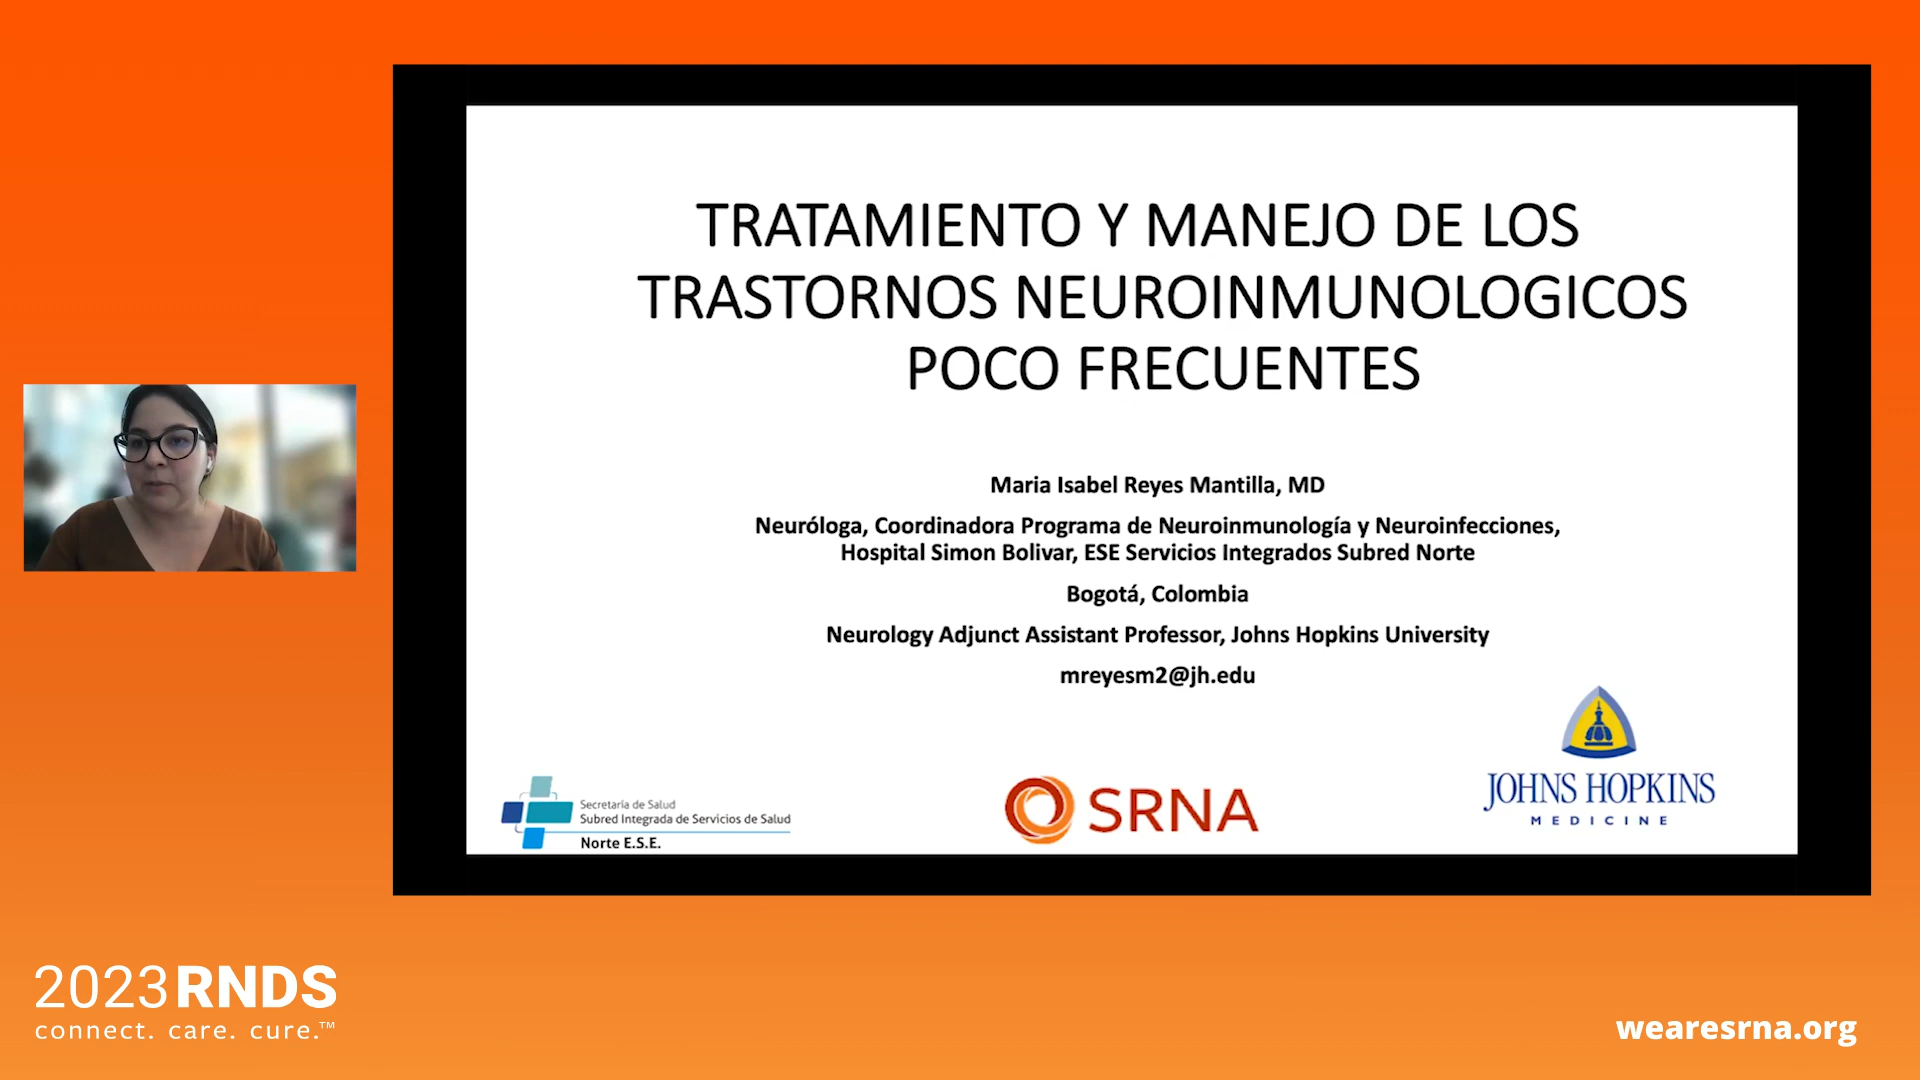 TRATAMIENTO Y MANEJO DE LOS
TRASTORNOS NEUROINMUNOLOGICOS
POCO FRECUENTES
Maria Isabel Reyes Mantilla, MD
Neuróloga, Coordinadora Programa de Neuroinmunología y Neuroinfecciones,
Hospital Simon Bolivar, ESE Servicios Integrados Subred Norte
Bogotá, Colombia
Neurology Adjunct Assistant Professor, Johns Hopkins University
mreyesm2@jh.edu
Secretaría de Salud
Subred Integrada de Servicios de Salud
Norte E.S.E.
SRNA
JOHNS HOPKINS
MEDICINE
2023RNDS
connect. care. cure.™
wearesrna.org